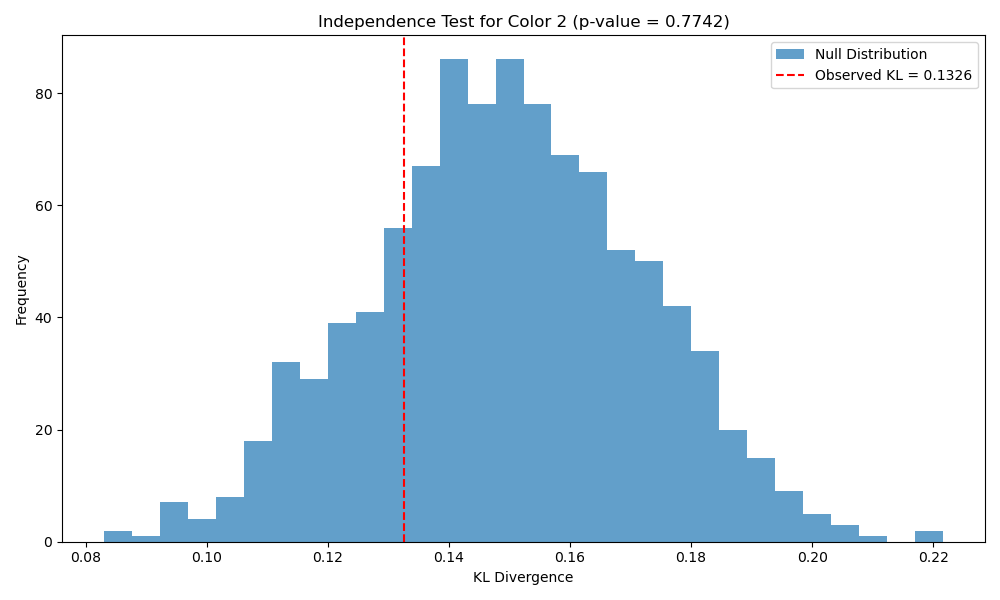 Independence Test for Color 2 (p-value = 0.7742)
Null Distribution
Observed KL = 0.1326
80
60
40
20
0
Frequency
0.08 0.10 0.12 0.14 0.16 0.18 0.20 0.22
KL Divergence